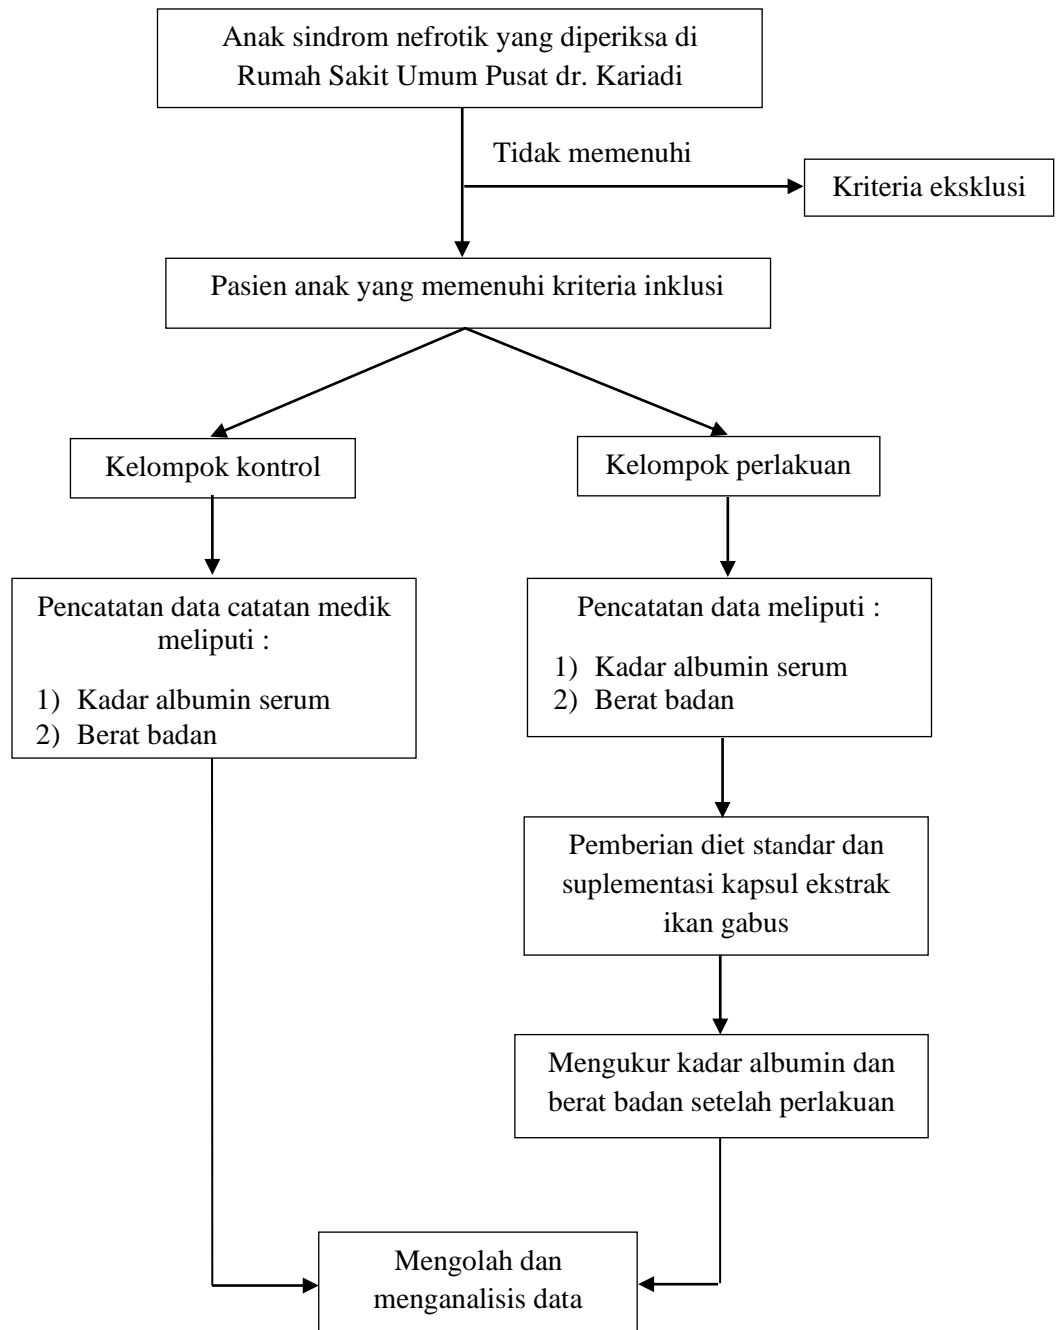 Anak sindrom nefrotik yang diperiksa di
Rumah Sakit Umum Pusat dr. Kariadi
Tidak memenuhi
Kriteria eksklusi
Pasien anak yang memenuhi kriteria inklusi
Kelompok kontrol
Kelompok perlakuan
Pencatatan data catatan medik
meliputi :
1) Kadar albumin serum
2) Berat badan
Pencatatan data meliputi :
1) Kadar albumin serum
2) Berat badan
Pemberian diet standar dan
suplementasi kapsul ekstrak
ikan gabus
Mengukur kadar albumin dan
berat badan setelah perlakuan
Mengolah dan
menganalisis data